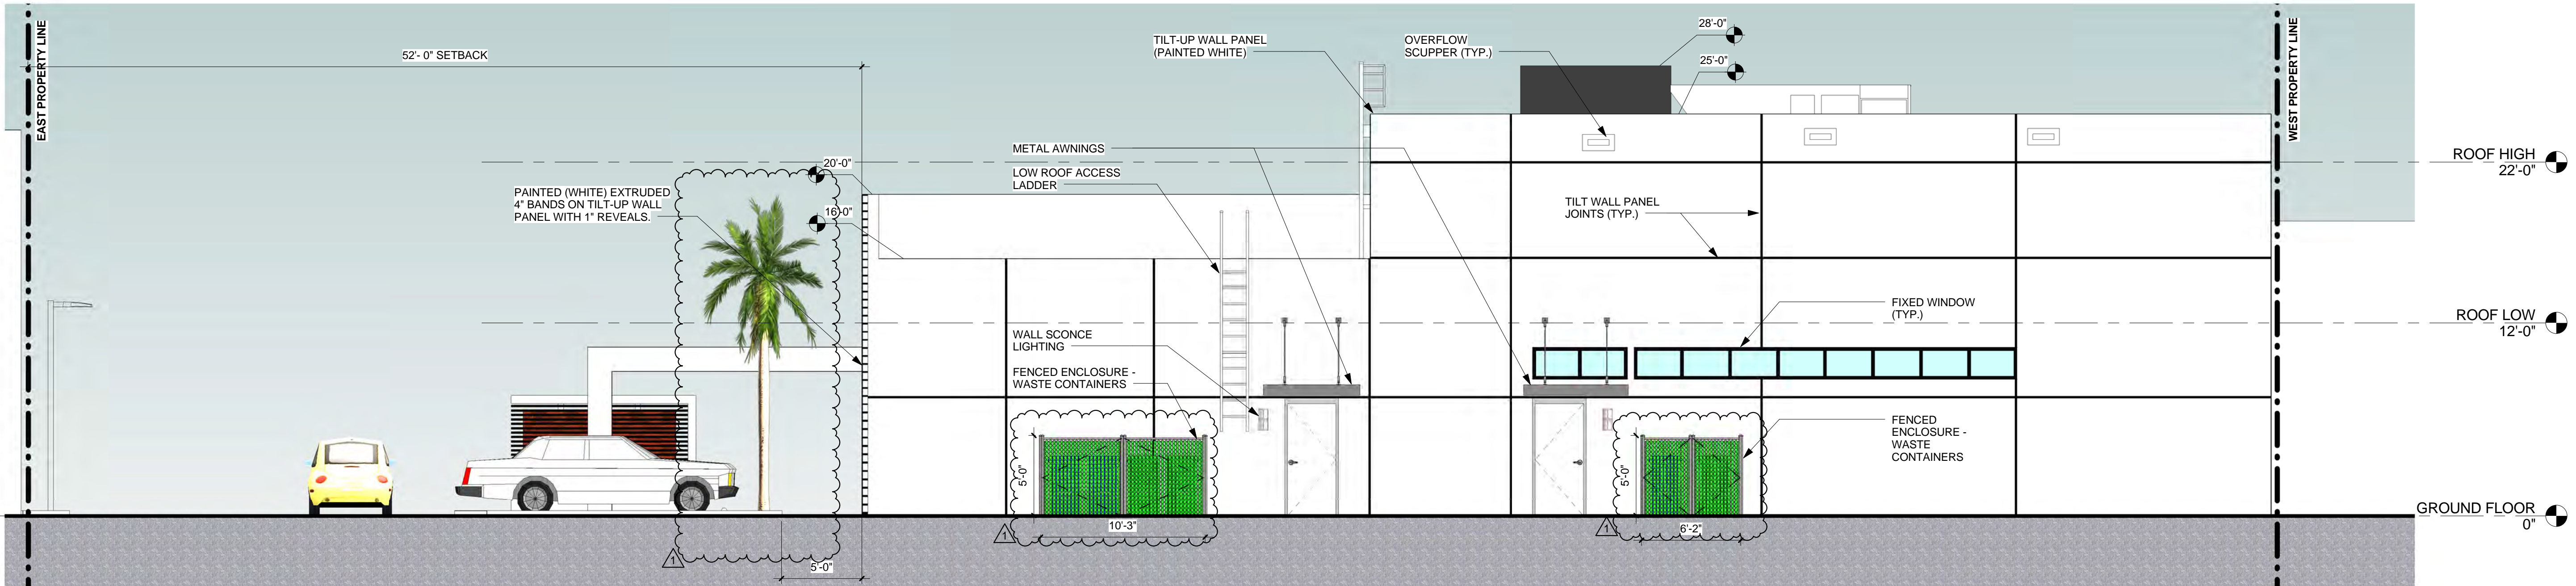 EAST PROPERTY LINE
52'- 0" SETBACK
TILT-UP WALL PANEL
(PAINTED WHITE)
OVERFLOW
SCUPPER (TYP.)
28'-0"
25'-0"
WEST PROPERTY LINE
METAL AWNINGS
LOW ROOF ACCESS
LADDER
20'-0"
PAINTED (WHITE) EXTRUDED
4" BANDS ON TILT-UP WALL
PANEL WITH 1" REVEALS.
16'-0"
TILT WALL PANEL
JOINTS (TYP.)
ROOF HIGH
22'-0"
FIXED WINDOW
(TYP.)
ROOF LOW
12'-0"
WALL SCONCE
LIGHTING
FENCED ENCLOSURE -
WASTE CONTAINERS
FENCED
ENCLOSURE -
WASTE
CONTAINERS
5'-0"
10'-3"
1
5'-0"
6'-2"
1
GROUND FLOOR
0"
1
5'-0"